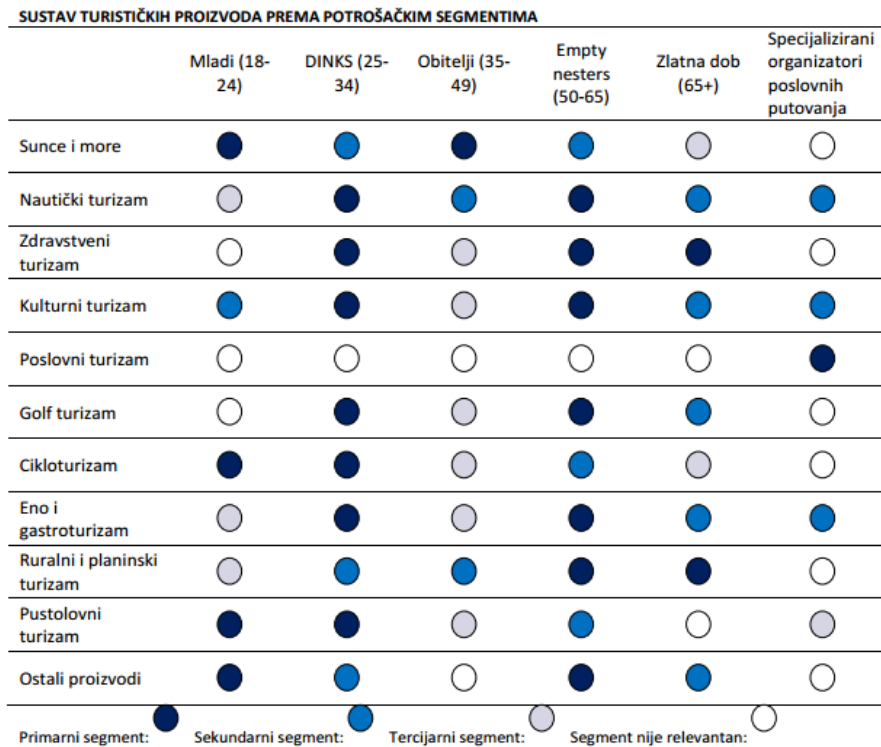 SUSTAV TURISTIČKIH PROIZVODA PREMA POTROŠAČKIM SEGMENTIMA
Mladi (18-
24)
DINKS (25-
34)
Obitelji (35-
49)
Empty
nesters
(50-65)
Zlatna dob
(65+)
Specijalizirani
organizatori
poslovnih
putovanja
Sunce i more
Nautički turizam
Zdravstveni
turizam
Kulturni turizam
Poslovni turizam
Golf turizam
Cikloturizam
Eno i
gastroturizam
Ruralni i planinski
turizam
Pustolovni
turizam
Ostali proizvodi
Primarni segment: Sekundarni segment: Tercijarni segment: Segment nije relevantan: